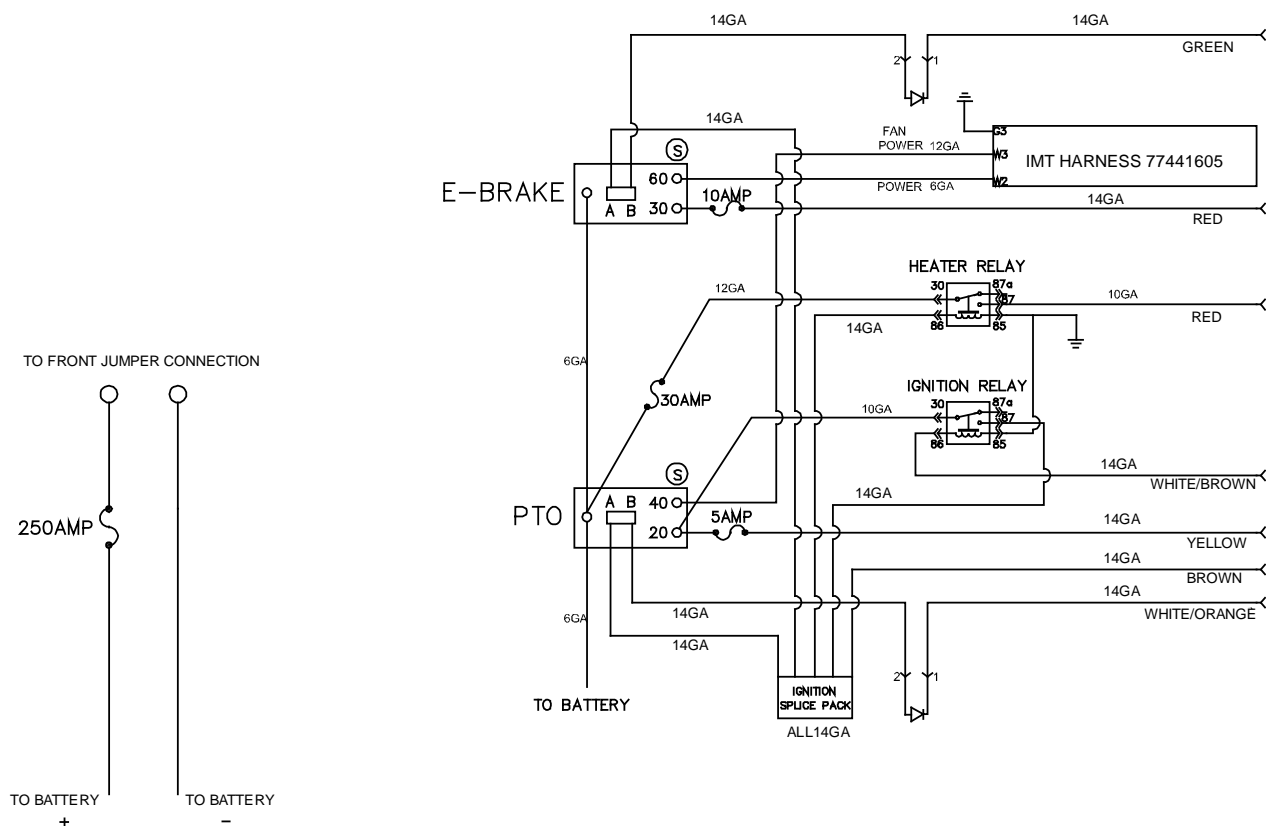 14GA
14GA
GREEN
2
1
14GA
FAN
POWER 12GA
G3
W3
IMT HARNESS 77441605
W2
POWER 6GA
S
E-BRAKE
60
A B
30
10AMP
14GA
RED
HEATER RELAY
30
87a
87
12GA
10GA
RED
86
85
14GA
TO FRONT JUMPER CONNECTION
6GA
30AMP
IGNITION RELAY
30
87a
87
10GA
86
85
14GA
WHITE/BROWN
S
PTO
A B
40
20
14GA
5AMP
14GA
YELLOW
250AMP
14GA
BROWN
14GA
WHITE/ORANGE
6GA
14GA
14GA
2
1
TO BATTERY
IGNITION
SPLICE PACK
ALL14GA
TO BATTERY
+
TO BATTERY
-